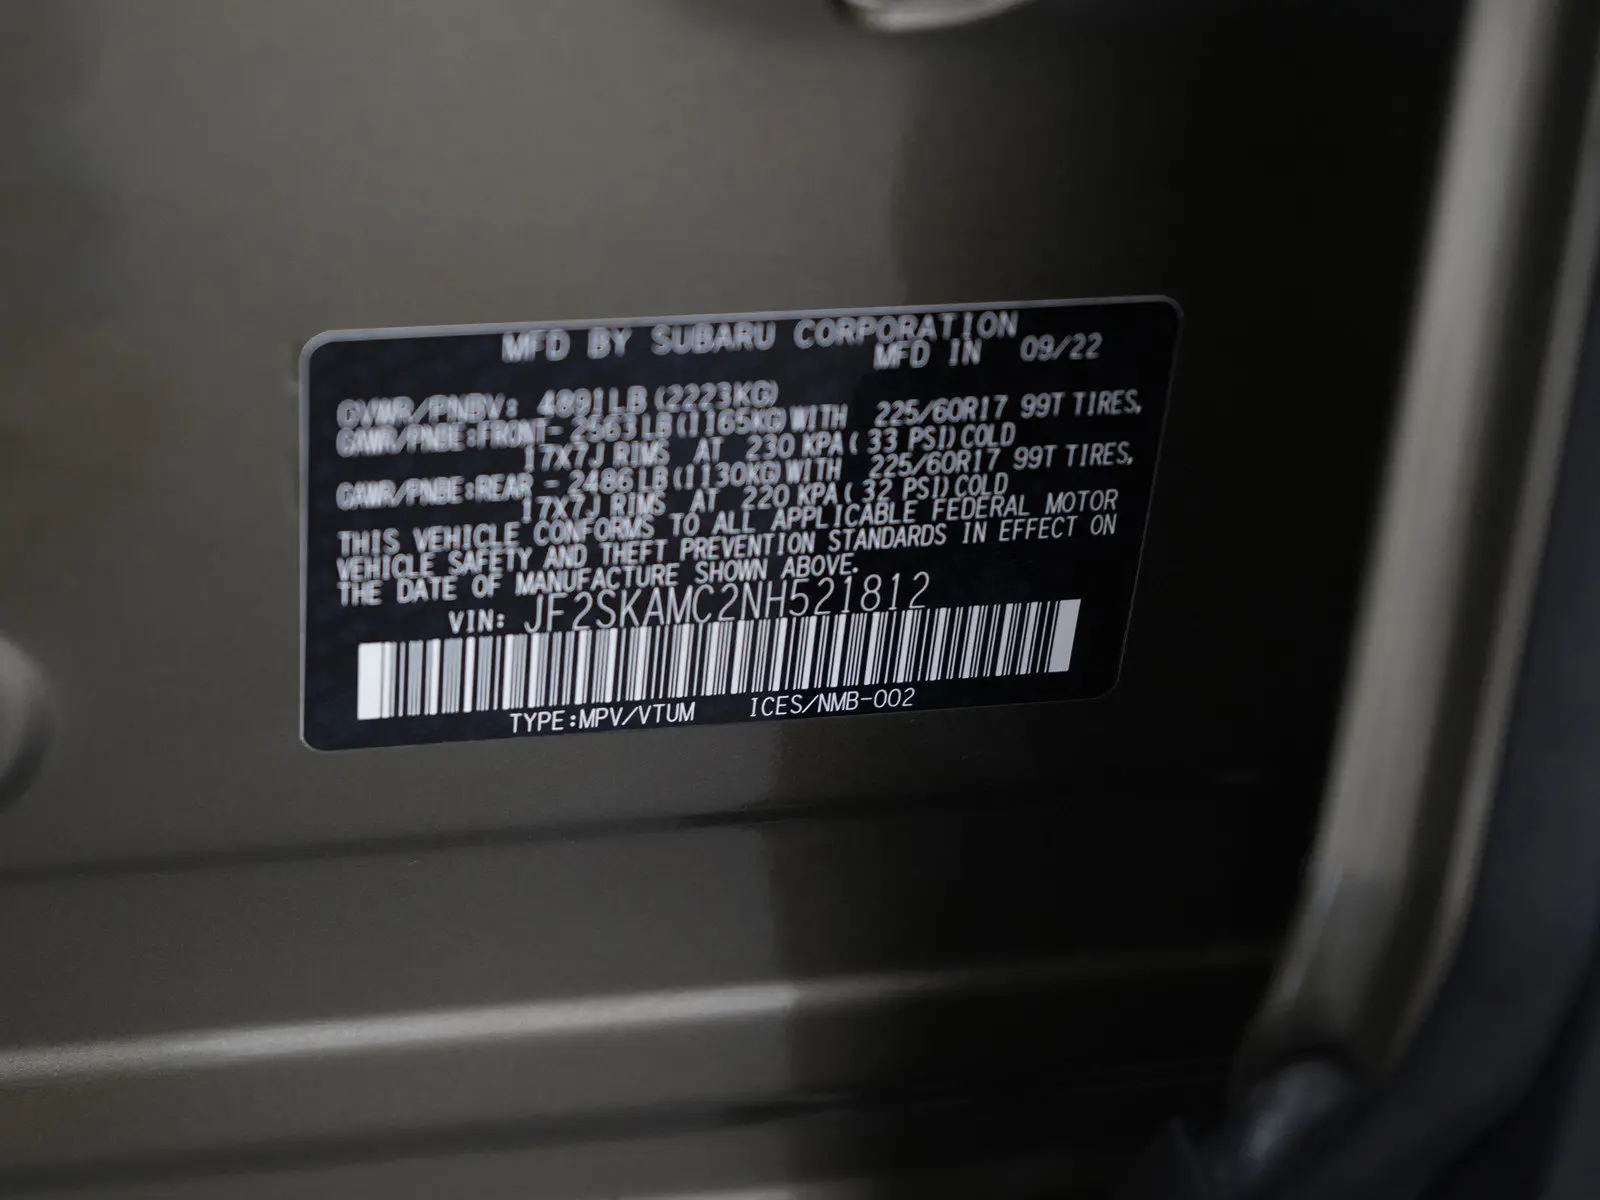 MFD BY SUBARU CORPORATION
MFD IN 09/22
GVWR/PNBV: 4891LB(2223KG)
GAWR/PNBE:FRONT- 2563LB(1165KG)WITH 225/60R17 99T TIRES,
17X7J RIMS AT 230 KPA( 33 PSI)COLD
GAWR/PNBE:REAR - 2486LB(1130KG)WITH 225/60R17 99T TIRES,
17X7J RIMS AT 220 KPA( 32 PSI)COLD
THIS VEHICLE CONFORMS TO ALL APPLICABLE FEDERAL MOTOR
VEHICLE SAFETY AND THEFT PREVENTION STANDARDS IN EFFECT ON
THE DATE OF MANUFACTURE SHOWN ABOVE.
VIN: JF2SKAMC2NH521812
TYPE:MPV/VTUM ICES/NMB-002